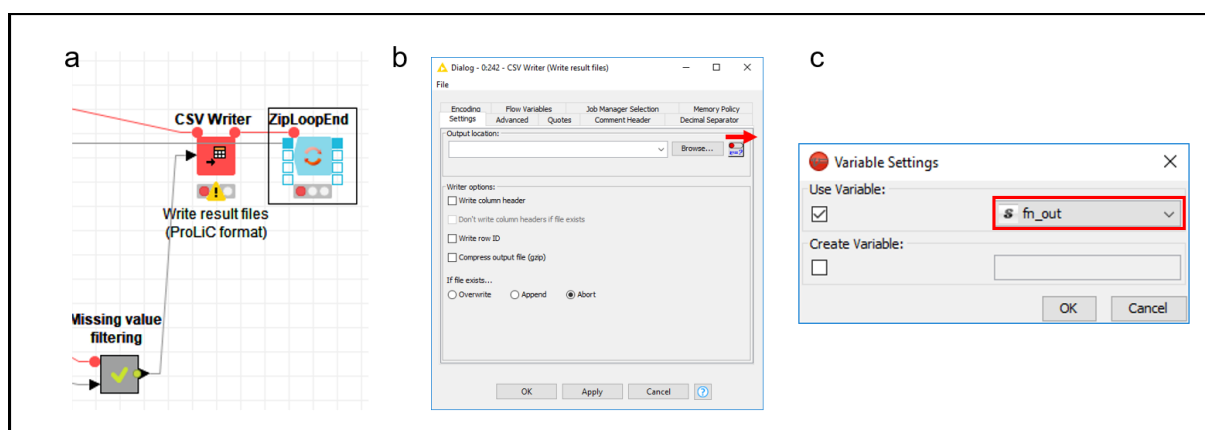 a
CSV Writer
ZipLoopEnd
Write result files
(ProLiC format)
Missing value
filtering
b
Dialog - 0:242 - CSV Writer (Write result files)
File
Encoding Flow Variables Job Manager Selection Memory Policy
Settings Advanced Quotes Comment Header Decimal Separator
Output location:
Browse...
Writer options:
Write column header
Don't write column headers if file exists
Write row ID
Compress output file (gzip)
If file exists...
Overwrite Append Abort
OK Apply Cancel ?
c
Variable Settings
Use Variable:
s fn_out
Create Variable:
OK Cancel